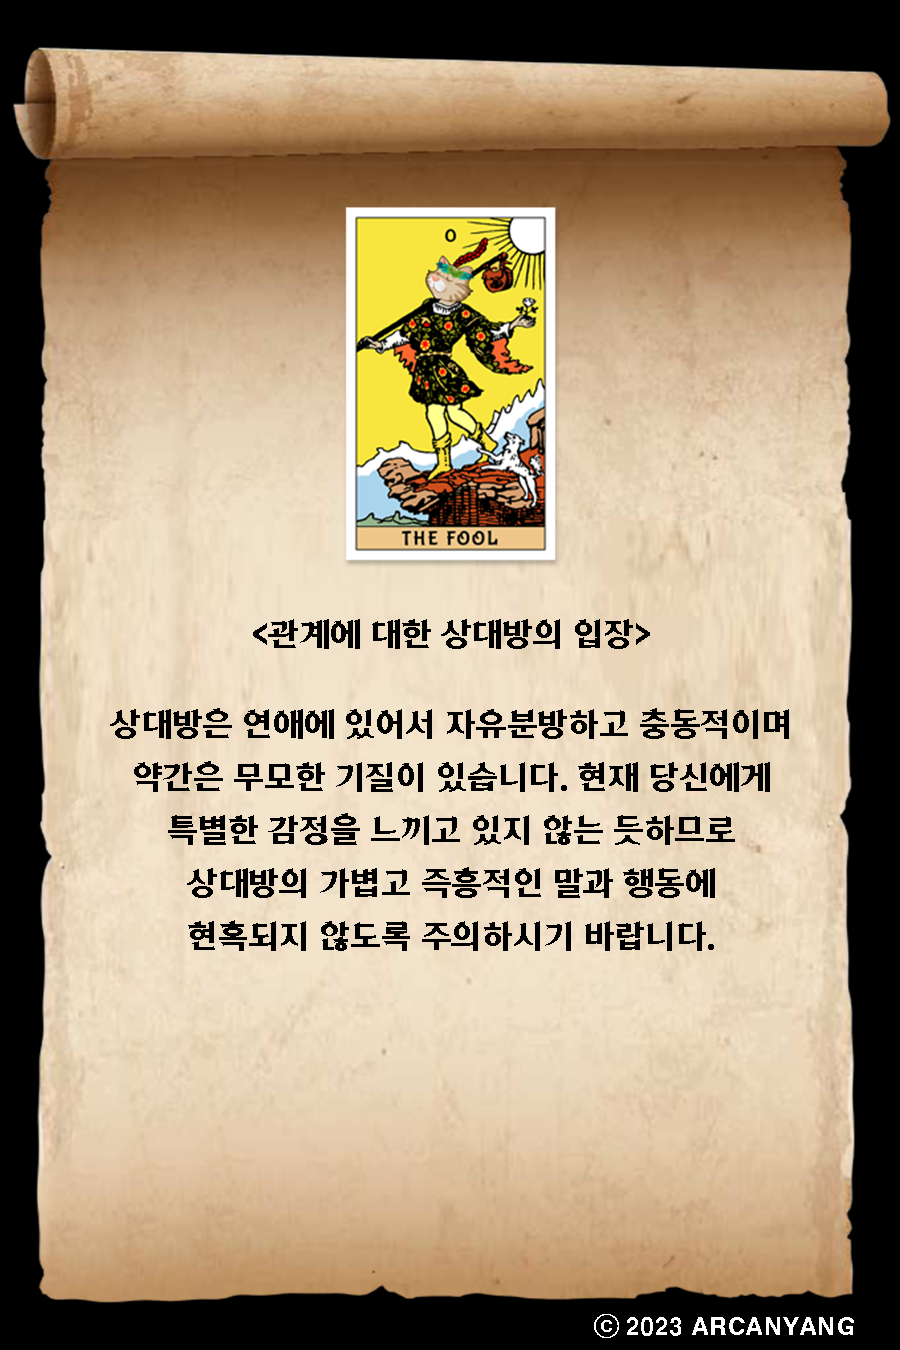 0
THE FOOL
<관계에 대한 상대방의 입장>
상대방은 연애에 있어서 자유분방하고 충동적이며
약간은 무모한 기질이 있습니다. 현재 당신에게
특별한 감정을 느끼고 있지 않는 듯하므로
상대방의 가볍고 즉흥적인 말과 행동에
현혹되지 않도록 주의하시기 바랍니다.
ⓒ 2023 ARCANYANG